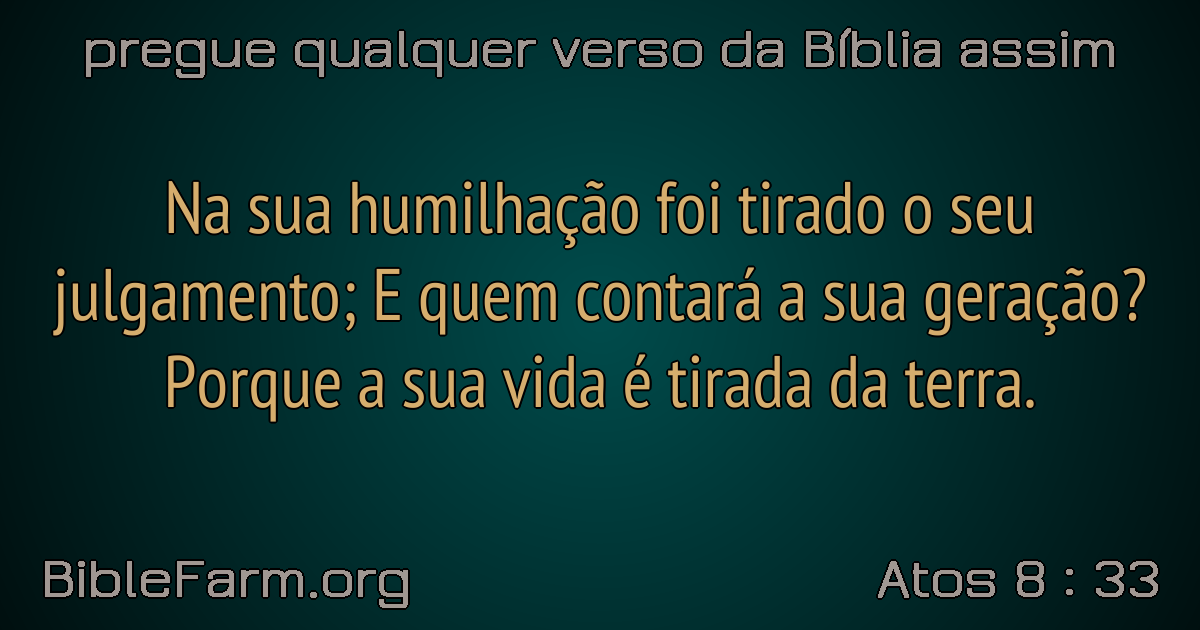 pregue qualquer verso da Bíblia assim
Na sua humilhação foi tirado o seu
julgamento; E quem contará a sua geração?
Porque a sua vida é tirada da terra.
BibleFarm.org
Atos 8 : 33